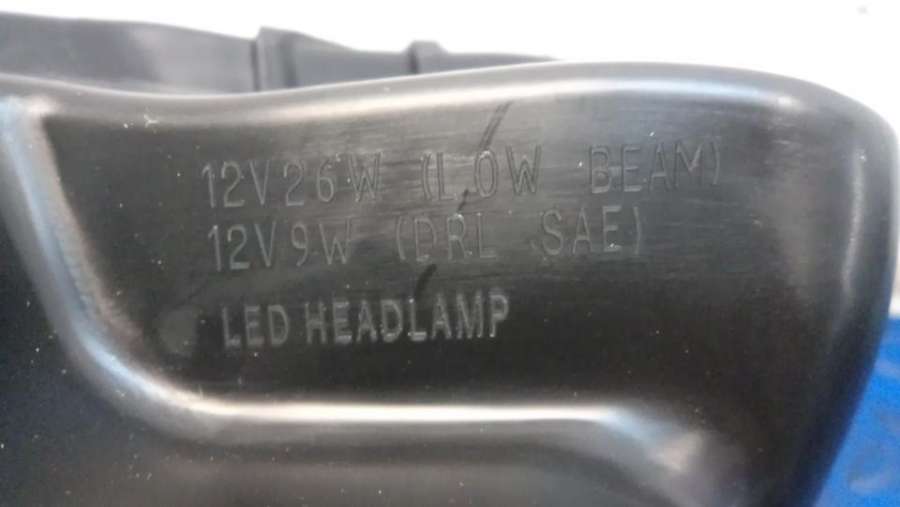 12V26W (LOW BEAM)
12V9W (DRL SAE)
LED HEADLAMP